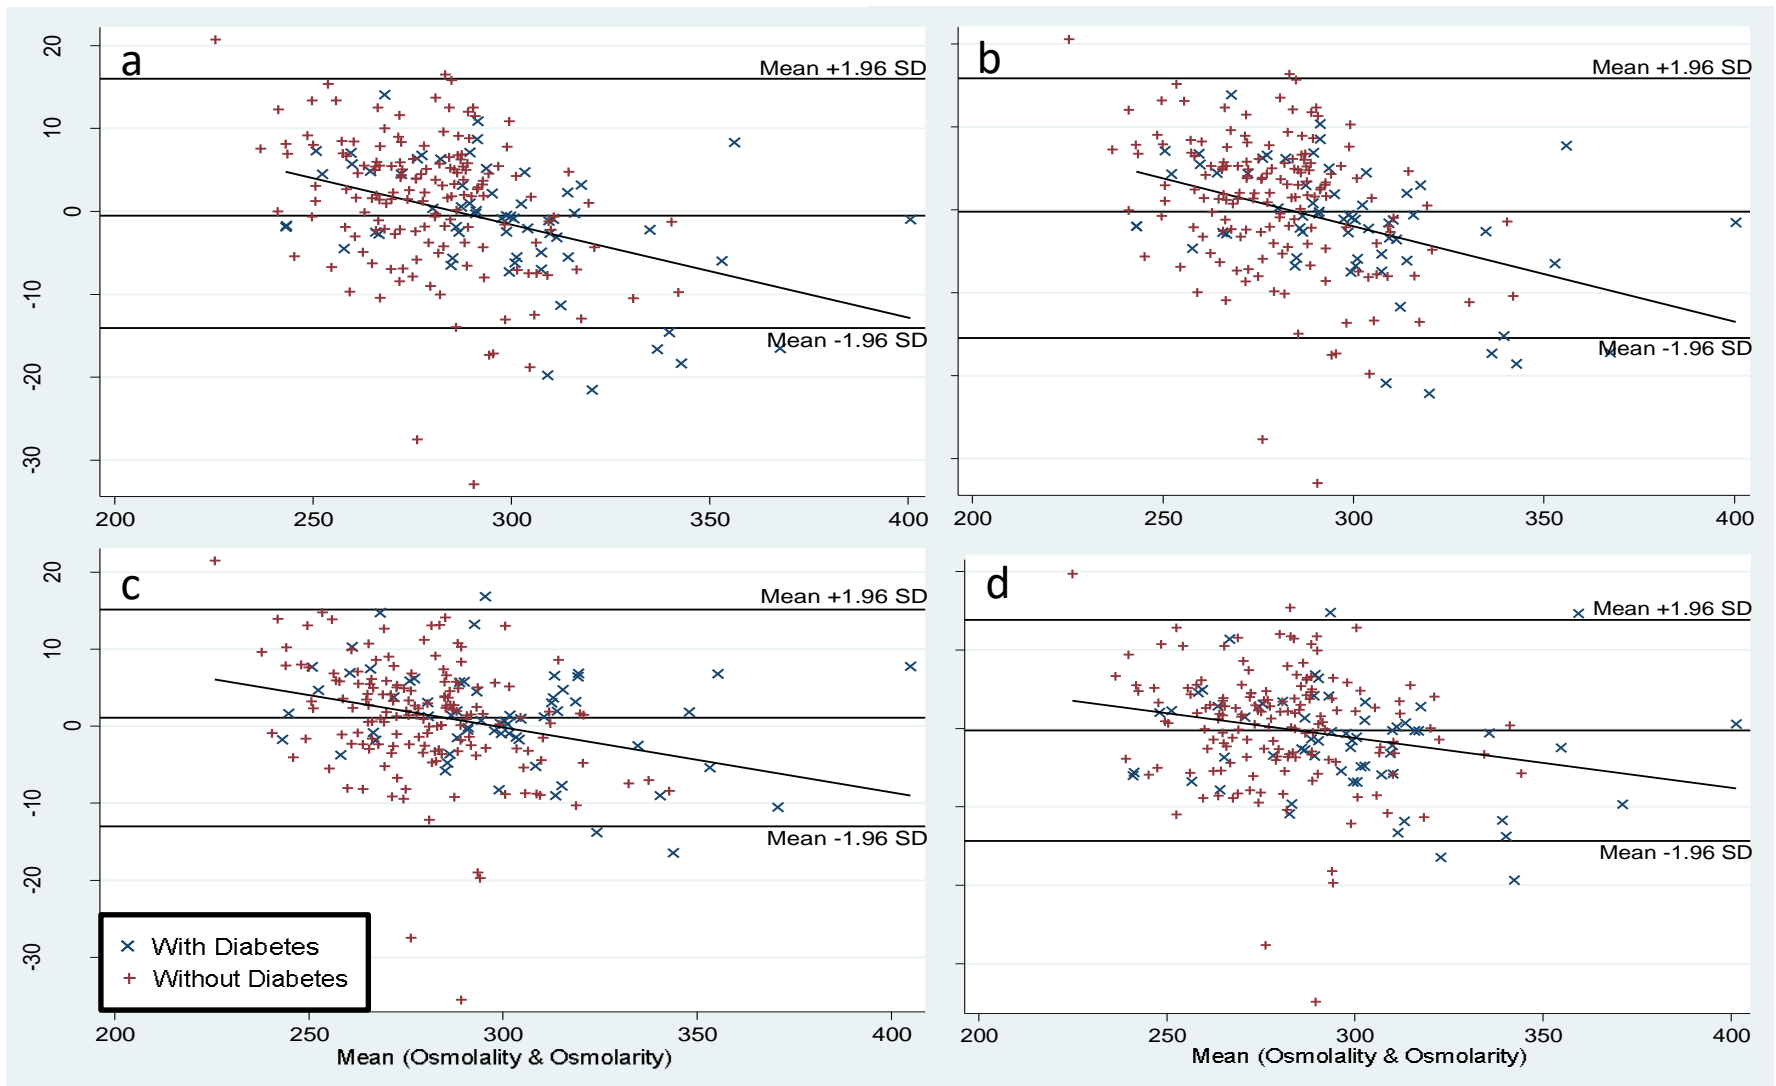 a
Mean +1.96 SD
Mean -1.96 SD
20
10
0
-10
-20
-30
200 250 300 350 400
b
Mean +1.96 SD
Mean -1.96 SD
200 250 300 350 400
c
Mean +1.96 SD
Mean -1.96 SD
20
10
0
-10
-20
-30
With Diabetes
Without Diabetes
200 250 300 350 400
Mean (Osmolality & Osmolarity)
d
Mean +1.96 SD
Mean -1.96 SD
200 250 300 350 400
Mean (Osmolality & Osmolarity)